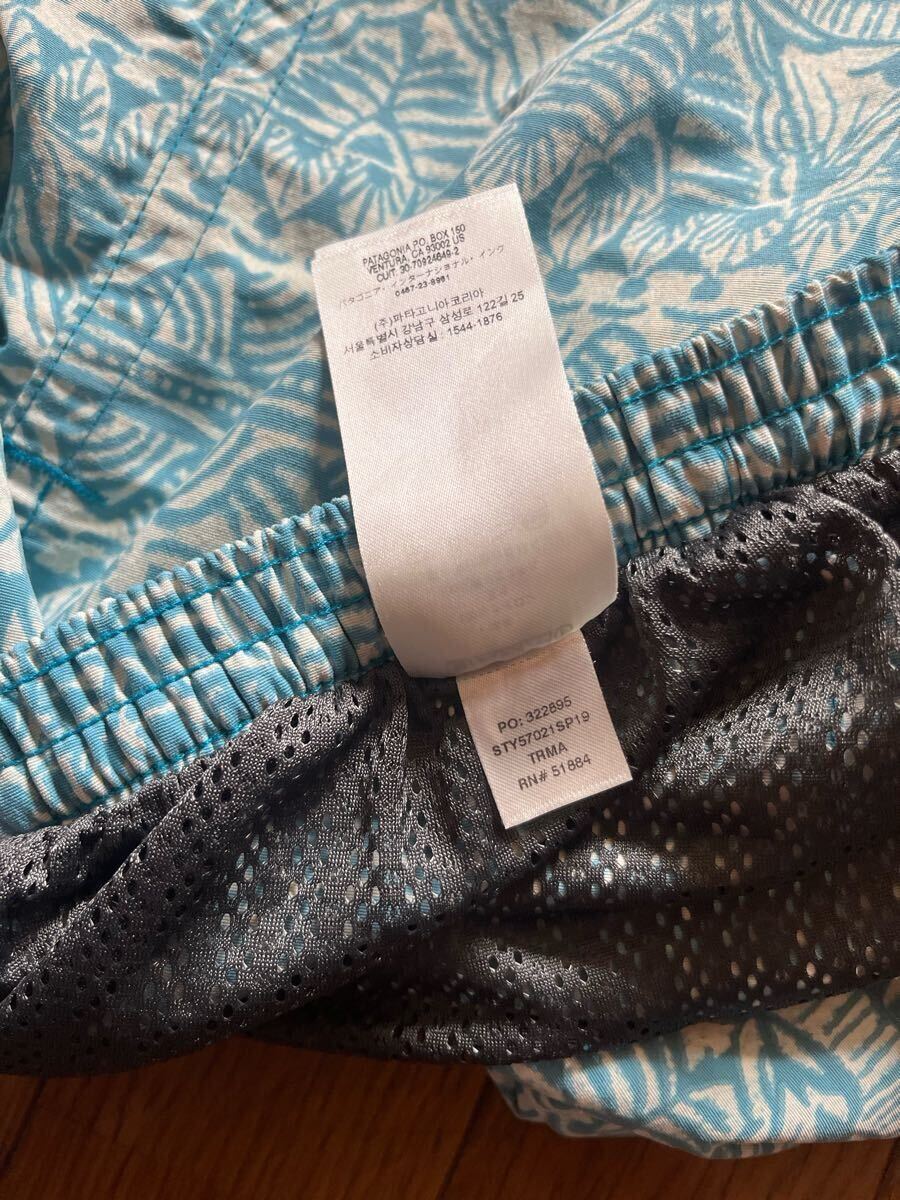 PATAGONIA P.O. BOX 150
VENTURA, CA 93002 US
CUIT. 30-70924649-2
パタゴニア・インターナショナル・インク
0467-23-8961
(주)파타고니아코리아
서울특별시 강남구 삼성로 122길 25
소비자상담실 : 1544-1876
PO: 322895
STY57021SP19
TRMA
RN# 51884